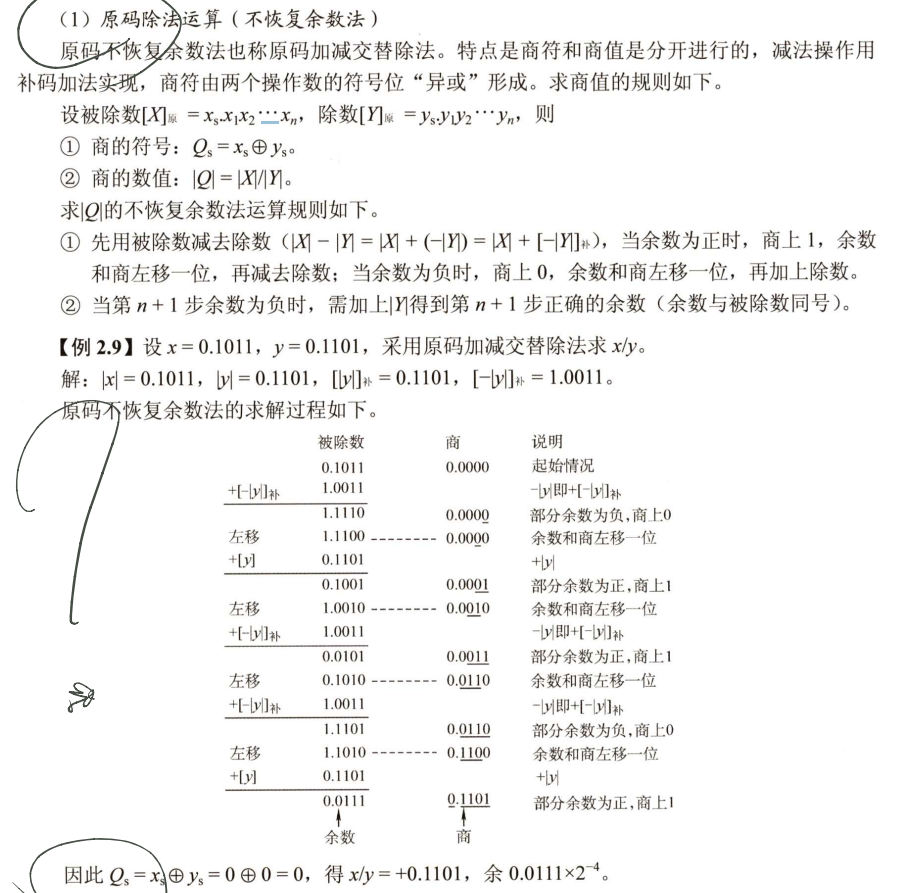 （1）原码除法运算（不恢复余数法）
原码不恢复余数法也称原码加减交替除法。特点是商符和商值是分开进行的，减法操作用
补码加法实现，商符由两个操作数的符号位“异或”形成。求商值的规则如下。
设被除数[X]原 = xs.x1x2⋯xn，除数[Y]原 = ys.y1y2⋯yn，则
① 商的符号：Qs = xs⊕ys。
② 商的数值：|Q| = |X|/|Y|。
求|Q|的不恢复余数法运算规则如下。
① 先用被除数减去除数（|X| − |Y| = |X| + (−|Y|) = |X| + [−|Y|]补），当余数为正时，商上 1，余数
和商左移一位，再减去除数；当余数为负时，商上 0，余数和商左移一位，再加上除数。
② 当第 n + 1 步余数为负时，需加上|Y|得到第 n + 1 步正确的余数（余数与被除数同号）。
【例 2.9】设 x = 0.1011，y = 0.1101，采用原码加减交替除法求 x/y。
解：|x| = 0.1011，|y| = 0.1101，[|y|]补 = 0.1101，[−|y|]补 = 1.0011。
原码不恢复余数法的求解过程如下。
被除数 商 说明
0.1011 0.0000 起始情况
+[-|y|]补 1.0011 -|y|即+[-|y|]补
1.1110 0.0000 部分余数为负,商上0
左移 1.1100 0.0000 余数和商左移一位
+[y] 0.1101 +|y|
0.1001 0.0001 部分余数为正,商上1
左移 1.0010 0.0010 余数和商左移一位
+[-|y|]补 1.0011 -|y|即+[-|y|]补
0.0101 0.0011 部分余数为正,商上1
左移 0.1010 0.0110 余数和商左移一位
+[-|y|]补 1.0011 -|y|即+[-|y|]补
1.1101 0.0110 部分余数为负,商上0
左移 1.1010 0.1100 余数和商左移一位
+[y] 0.1101 +|y|
0.0111 0.1101 部分余数为正,商上1
余数 商
因此 Qs = xs⊕ys = 0⊕0 = 0，得 x/y = +0.1101，余 0.0111×2⁻⁴。